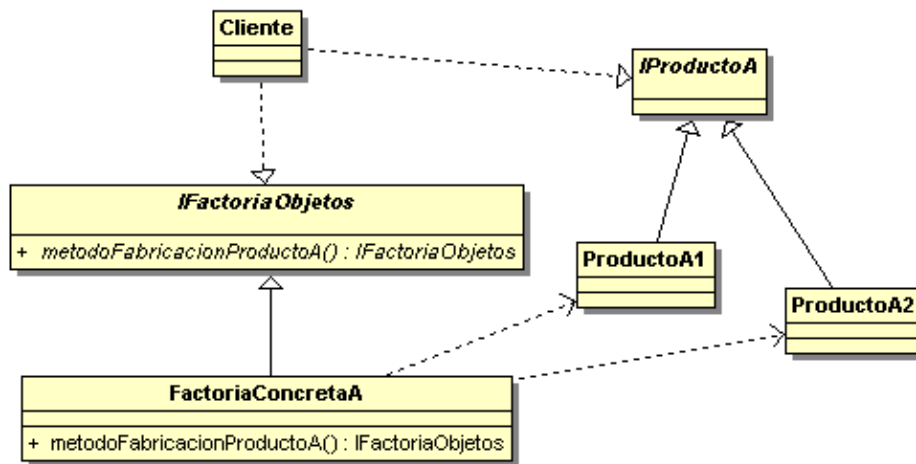 Cliente
IProductoA
IFactoriaObjetos
+ metodoFabricacionProductoA() : IFactoriaObjetos
ProductoA1
ProductoA2
FactoriaConcretaA
+ metodoFabricacionProductoA() : IFactoriaObjetos